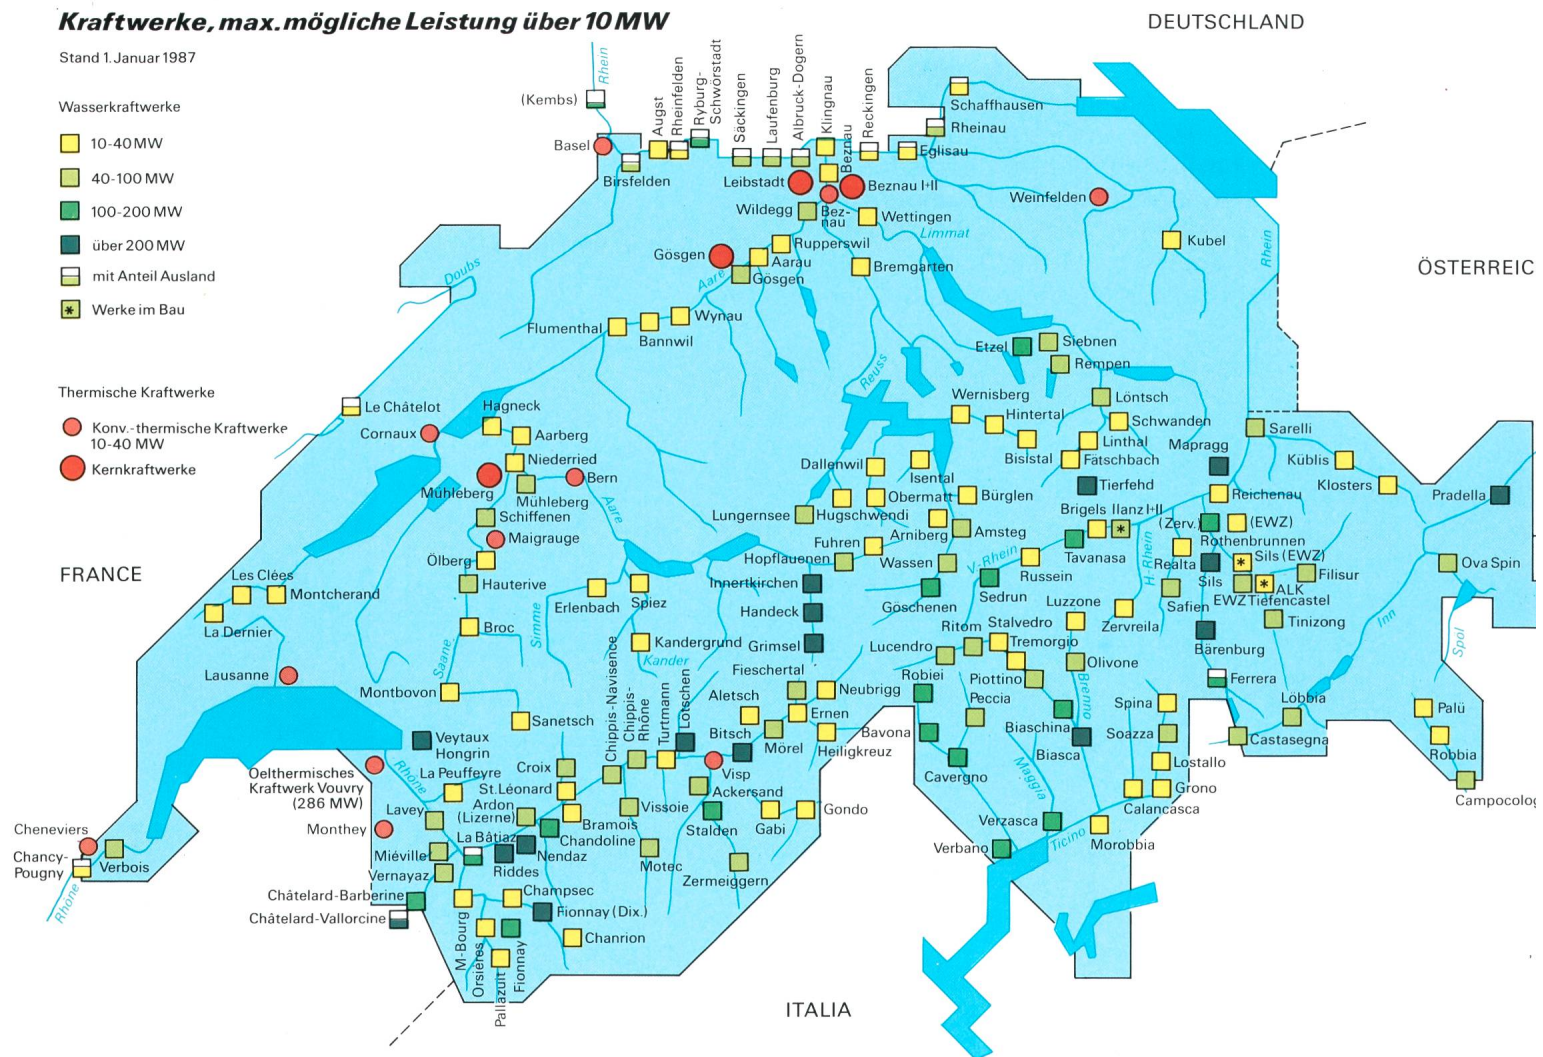 Kraftwerke, max. mögliche Leistung über 10 MW
Stand 1. Januar 1987
Wasserkraftwerke
10-40 MW
40-100 MW
100-200 MW
über 200 MW
mit Anteil Ausland
* Werke im Bau
Thermische Kraftwerke
Konv.-thermische Kraftwerke
10-40 MW
Kernkraftwerke
DEUTSCHLAND
ÖSTERREIC
FRANCE
ITALIA
Rhein
(Kembs)
Basel
Birsfelden
Augst
Rheinfelden
Ryburg-
Schwörstadt
Säckingen
Laufenburg
Albruck-Dogern
Klingnau
Beznau
Reckingen
Eglisau
Schaffhausen
Rheinau
Leibstadt
Beznau I+II
Wildegg
Bez-
nau
Wettingen
Limmat
Weinfelden
Kubel
Rhein
Gösgen
Rupperswil
Aarau
Gösgen
Aare
Bremgarten
Doubs
Flumenthal
Bannwil
Wynau
Reuss
Etzel
Siebnen
Rempen
Le Châtelot
Cornaux
Hagneck
Aarberg
Niederried
Mühleberg
Mühleberg
Bern
Aare
Schiffenen
Maigrauge
Ölberg
Hauterive
Broc
Saane
Simme
Montbovon
Sanetsch
Erlenbach
Spiez
Kandergrund
Kander
Wernisberg
Hintertal
Bisistal
Löntsch
Schwanden
Linthal
Fätschbach
Tierfehd
Mapragg
Sarelli
Küblis
Klosters
Pradella
Dallenwil
Isental
Obermatt
Bürglen
Lungernsee
Hugschwendi
Arniberg
Amsteg
Fuhren
Hopflauenen
Wassen
Göschenen
Innertkirchen
Handeck
Grimsel
Brigels
Ilanz I+II
*
Tavanasa
V.-Rhein
Russein
Sedrun
H.-Rhein
Reichenau
(Zerv.)
(EWZ)
Rothenbrunnen
Realta
*
Sils (EWZ)
Sils
*
ALK
EWZ
Tiefencastel
Filisur
Safien
Zervreila
Tinizong
Bärenburg
Ferrera
Löbbia
Castasegna
Ova Spin
Inn
Spol
Palü
Robbia
Campocolog
Les Clées
Montcherand
La Dernier
Lausanne
Veytaux
Hongrin
Oelthermisches
Kraftwerk Vouvry
(286 MW)
Rhône
La Peuffeyre
Lavey
Monthey
Miéville
Vernayaz
Châtelard-Barberine
Châtelard-Vallorcine
Cheneviers
Chancy-
Pougny
Verbois
Rhône
Croix
St. Léonard
Ardon
(Lizerne)
La Bâtiaz
Bramois
Chandoline
Nendaz
Riddes
Champsec
Fionnay (Dix.)
Chanrion
M-Bourg
Orsières
Pallazuit
Fionnay
Chippis-Navisence
Chippis-
Rhône
Turtmann
Lötschen
Vissoie
Motec
Visp
Ackersand
Stalden
Zermeiggern
Fieschertal
Neubrigg
Aletsch
Ernen
Bitsch
Mörel
Heiligkreuz
Gabi
Gondo
Lucendro
Ritom
Stalvedro
Tremorgio
Luzzone
Olivone
Piottino
Robiei
Peccia
Bavona
Cavergno
Biaschina
Brenno
Biasca
Maggia
Verzasca
Verbano
Ticino
Morobbia
Spina
Soazza
Lostallo
Grono
Calancasca